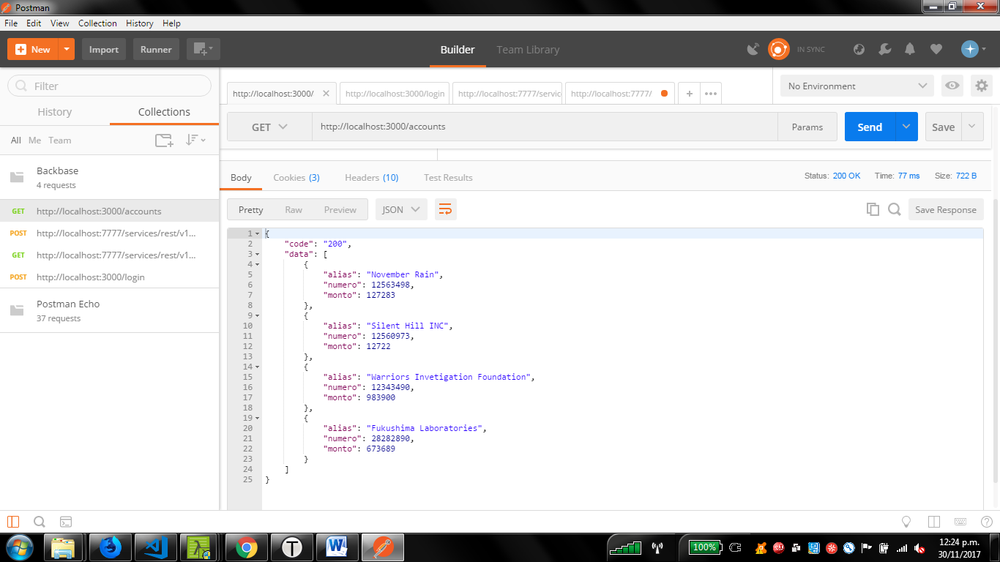 Postman
File Edit View Collection History Help
New Import Runner Builder Team Library IN SYNC
Filter
History Collections
All Me Team
Backbase
4 requests
GET http://localhost:3000/accounts
POST http://localhost:7777/services/rest/v1...
GET http://localhost:7777/services/rest/v1...
POST http://localhost:3000/login
Postman Echo
37 requests
http://localhost:3000/ http://localhost:3000/login http://localhost:7777/servic http://localhost:7777/ No Environment
GET http://localhost:3000/accounts Params Send Save
Body Cookies (3) Headers (10) Test Results Status: 200 OK Time: 77 ms Size: 722 B
Pretty Raw Preview JSON Save Response
1 {
2 "code": "200",
3 "data": [
4 {
5 "alias": "November Rain",
6 "numero": 12563498,
7 "monto": 127283
8 },
9 {
10 "alias": "Silent Hill INC",
11 "numero": 12560973,
12 "monto": 12722
13 },
14 {
15 "alias": "Warriors Invetigation Foundation",
16 "numero": 12343490,
17 "monto": 983900
18 },
19 {
20 "alias": "Fukushima Laboratories",
21 "numero": 28282890,
22 "monto": 673689
23 }
24 ]
25 }
100% 12:24 p.m.
30/11/2017